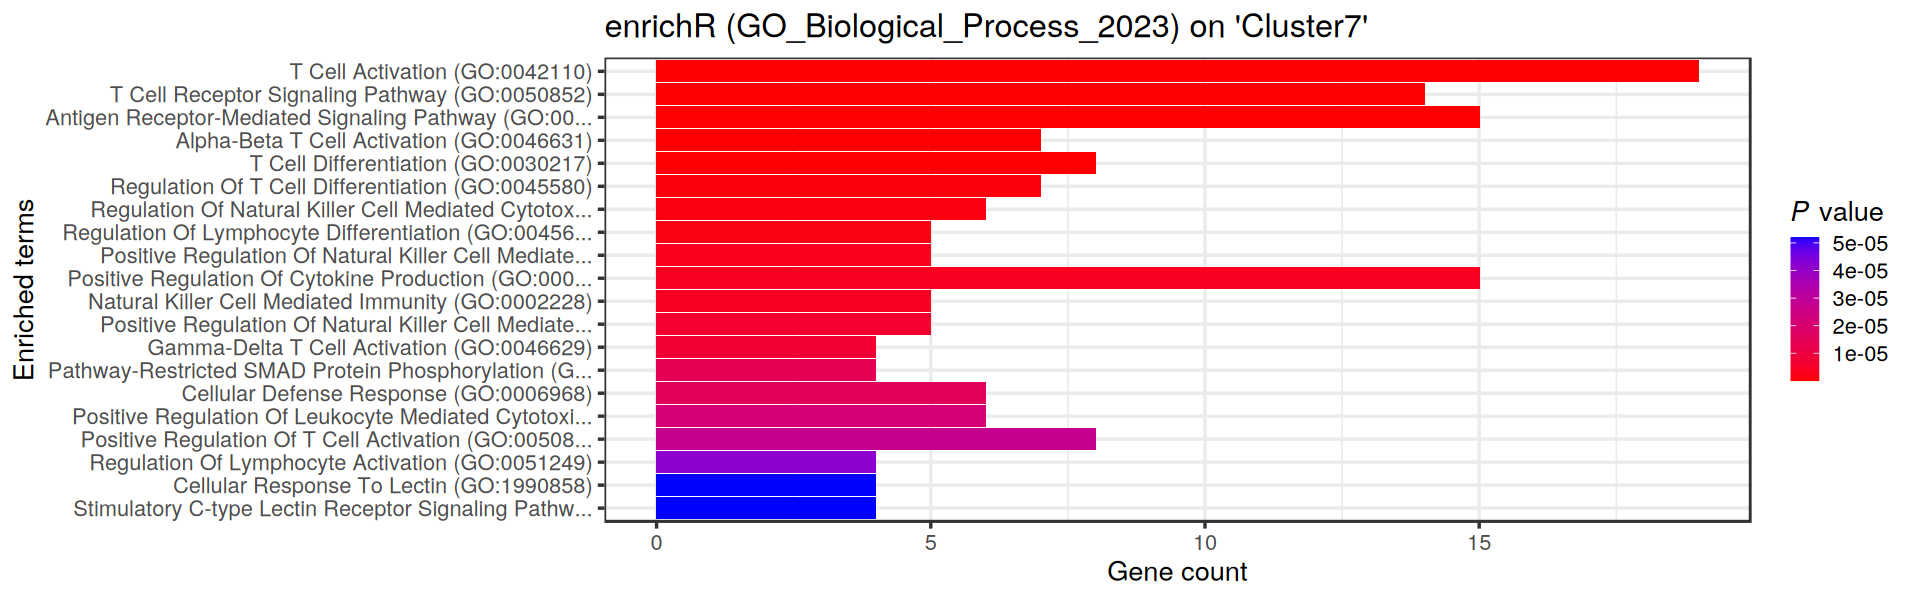 enrichR (GO_Biological_Process_2023) on 'Cluster7'
T Cell Activation (GO:0042110)
T Cell Receptor Signaling Pathway (GO:0050852)
Antigen Receptor-Mediated Signaling Pathway (GO:00...
Alpha-Beta T Cell Activation (GO:0046631)
T Cell Differentiation (GO:0030217)
Regulation Of T Cell Differentiation (GO:0045580)
Regulation Of Natural Killer Cell Mediated Cytotox...
Regulation Of Lymphocyte Differentiation (GO:00456...
Positive Regulation Of Natural Killer Cell Mediate...
Positive Regulation Of Cytokine Production (GO:000...
Natural Killer Cell Mediated Immunity (GO:0002228)
Positive Regulation Of Natural Killer Cell Mediate...
Gamma-Delta T Cell Activation (GO:0046629)
Pathway-Restricted SMAD Protein Phosphorylation (G...
Cellular Defense Response (GO:0006968)
Positive Regulation Of Leukocyte Mediated Cytotoxi...
Positive Regulation Of T Cell Activation (GO:00508...
Regulation Of Lymphocyte Activation (GO:0051249)
Cellular Response To Lectin (GO:1990858)
Stimulatory C-type Lectin Receptor Signaling Pathw...
Enriched terms
0 5 10 15
Gene count
P value
5e-05
4e-05
3e-05
2e-05
1e-05